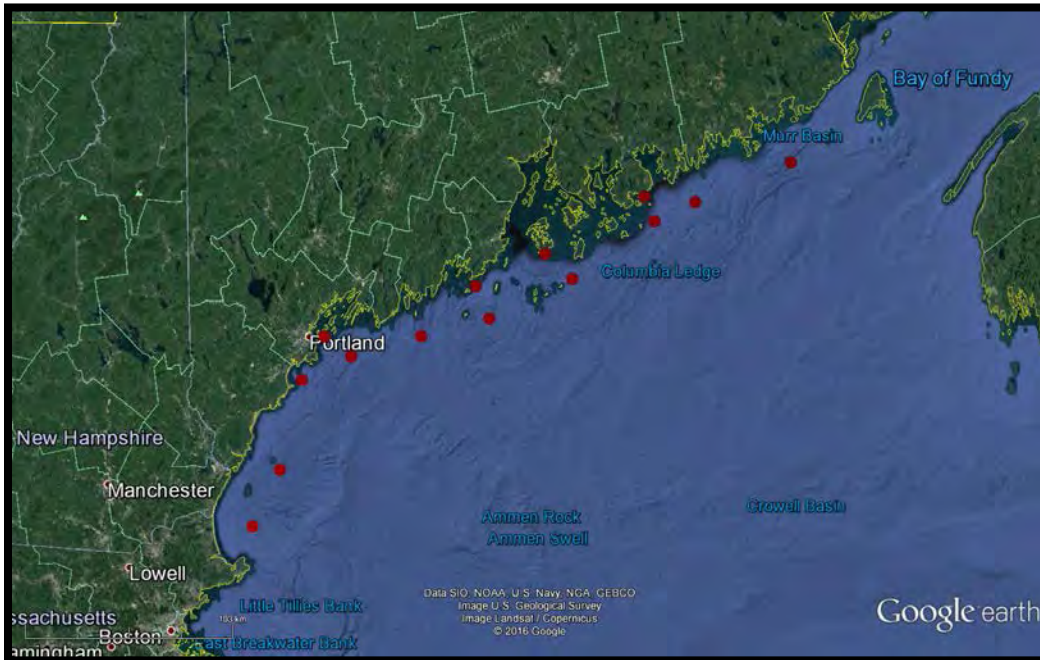 Bay of Fundy
Murr Basin
Columbia Ledge
Portland
New Hampshire
Manchester
Crowell Basin
Ammen Rock
Ammen Swell
Lowell
Data SIO, NOAA, U.S. Navy, NGA, GEBCO
Image U.S. Geological Survey
Image Landsat / Copernicus
© 2016 Google
Little Tillies Bank
ssachusetts
Google earth
Boston
East Breakwater Bank
amingham